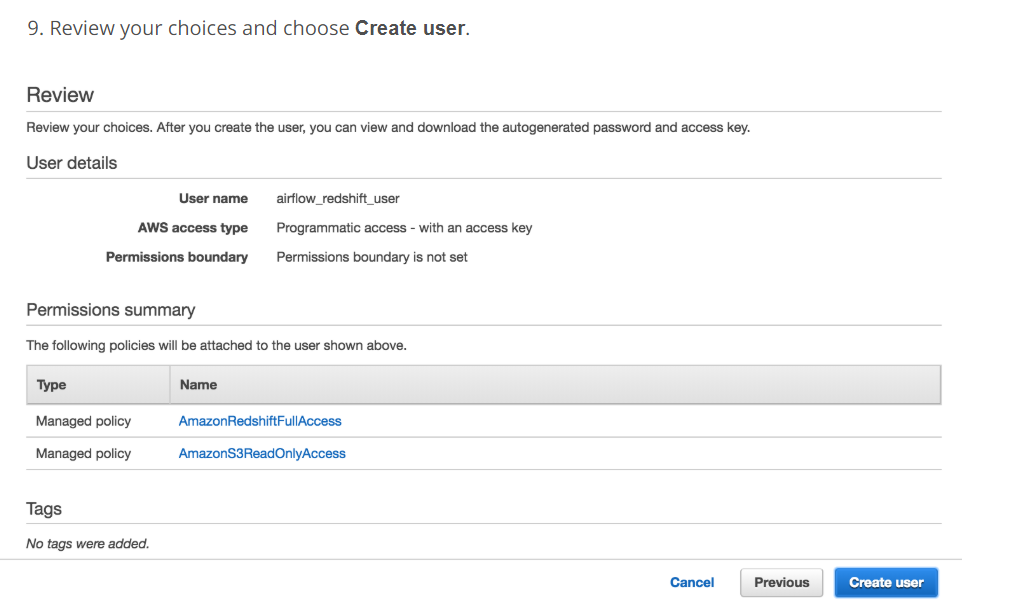 9. Review your choices and choose Create user.
Review
Review your choices. After you create the user, you can view and download the autogenerated password and access key.
User details
User name airflow_redshift_user
AWS access type Programmatic access - with an access key
Permissions boundary Permissions boundary is not set
Permissions summary
The following policies will be attached to the user shown above.
Type Name
Managed policy AmazonRedshiftFullAccess
Managed policy AmazonS3ReadOnlyAccess
Tags
No tags were added.
Cancel Previous Create user